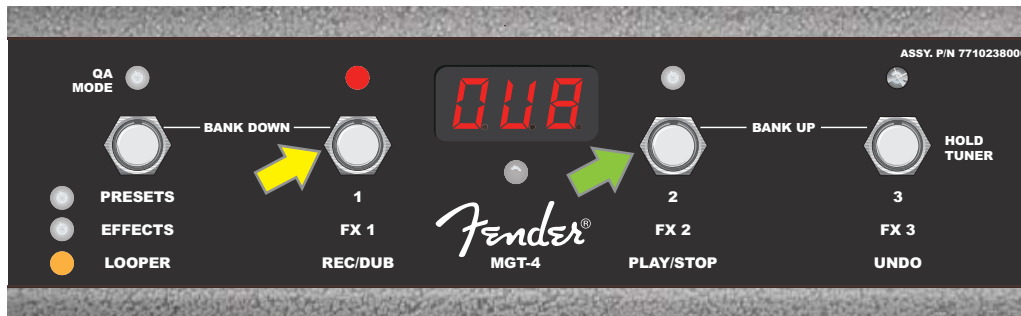 ASSY. P/N 7710238000
QA
MODE
DUB
BANK DOWN
BANK UP
HOLD
TUNER
PRESETS 1 2 3
EFFECTS FX 1 Fender® FX 2 FX 3
LOOPER REC/DUB MGT-4 PLAY/STOP UNDO